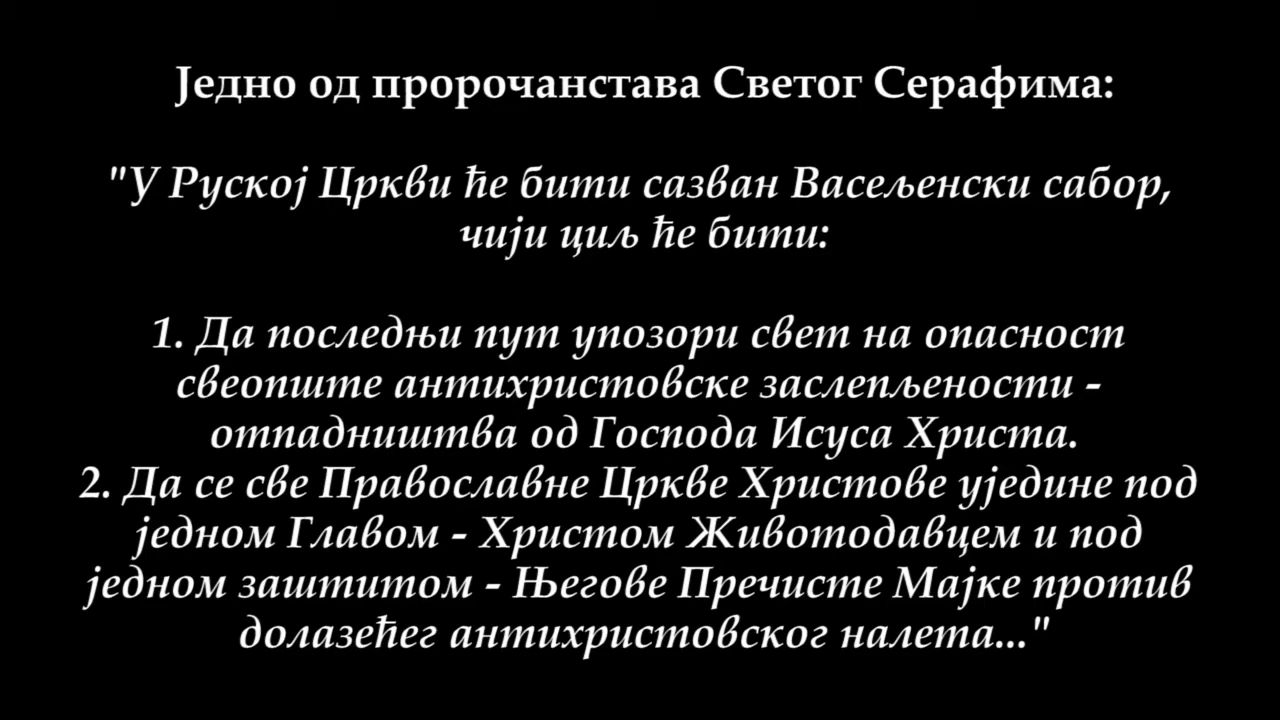 Једно од пророчанстава Светог Серафима:
"У Руској Цркви ће бити сазван Васељенски сабор,
чији циљ ће бити:
1. Да последњи пут упозори свет на опасност
свеопште антихристовске заслепљености -
отпадништва од Господа Исуса Христа.
2. Да се све Православне Цркве Христове уједине под
једном Главом - Христом Животодавцем и под
једном заштитом - Његове Пречисте Мајке против
долазећег антихристовског налета..."